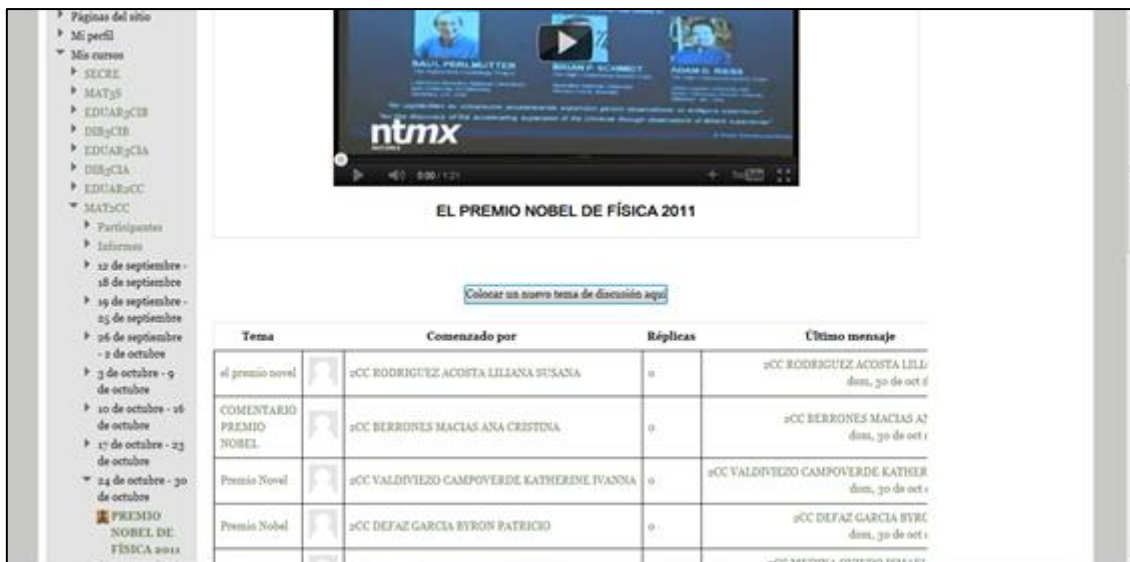 Páginas del sitio
Mi perfil
Mis cursos
SECRE
MAT3S
EDUAR3CIB
DIB3CIB
EDUAR3CIA
DIB3CIA
EDUAR2CC
MAT2CC
Participantes
Informes
12 de septiembre -
18 de septiembre
19 de septiembre -
25 de septiembre
26 de septiembre
- 2 de octubre
3 de octubre - 9
de octubre
10 de octubre - 16
de octubre
17 de octubre - 23
de octubre
24 de octubre - 30
de octubre
PREMIO
NOBEL DE
FÍSICA 2011
SAUL PERLMUTTER
BRIAN P. SCHMIDT
ADAM G. RIESS
ntmx
0:00 / 1:21
EL PREMIO NOBEL DE FÍSICA 2011
Colocar un nuevo tema de discusión aquí
Tema Comenzado por Réplicas Último mensaje
el premio novel 2CC RODRIGUEZ ACOSTA LILIANA SUSANA 0 2CC RODRIGUEZ ACOSTA LILI
dom, 30 de oct
COMENTARIO
PREMIO
NOBEL 2CC BERRONES MACIAS ANA CRISTINA 0 2CC BERRONES MACIAS AN
dom, 30 de oct
Premio Novel 2CC VALDIVIEZO CAMPOVERDE KATHERINE IVANNA 0 2CC VALDIVIEZO CAMPOVERDE KATHER
dom, 30 de oct
Premio Nobel 2CC DEFAZ GARCIA BYRON PATRICIO 0 2CC DEFAZ GARCIA BYRO
dom, 30 de oct